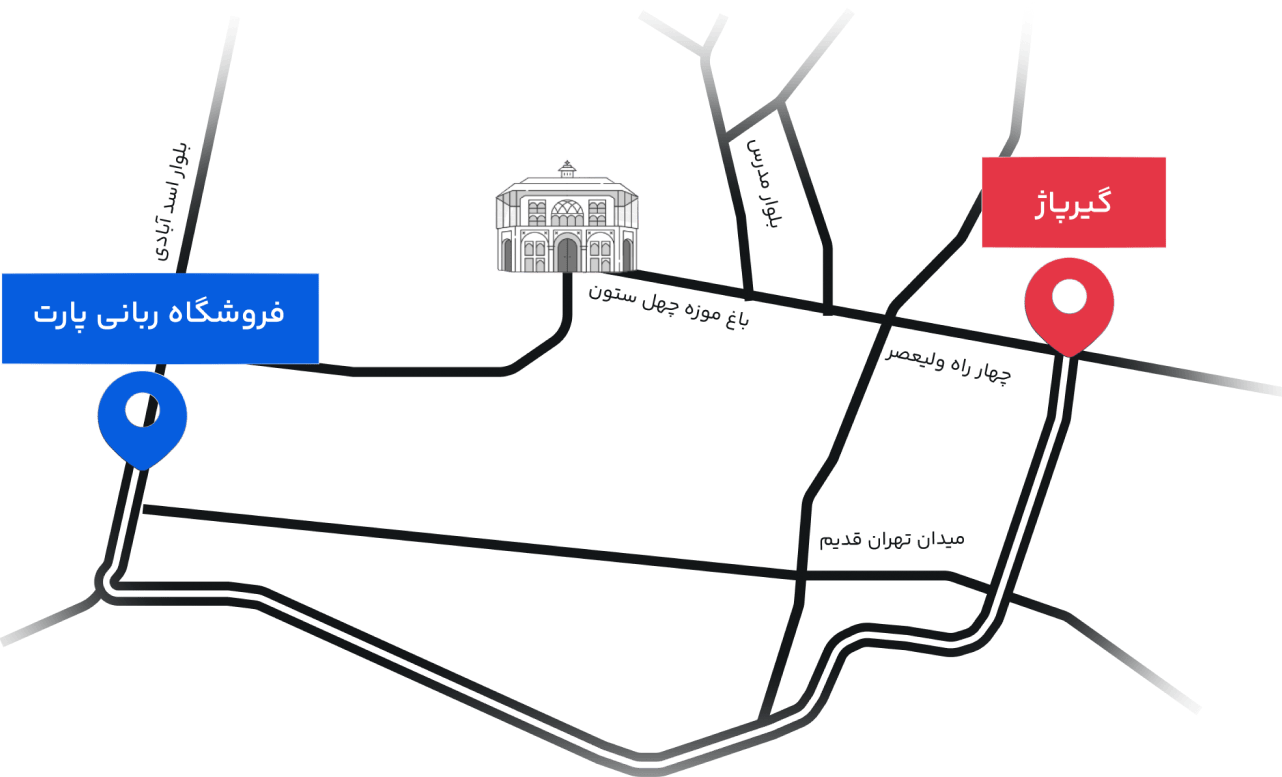 بلوار اسد آبادی
بلوار مدرس
گیرپاژ
فروشگاه ربانی پارت
باغ موزه چهل ستون
چهار راه ولیعصر
میدان تهران قدیم